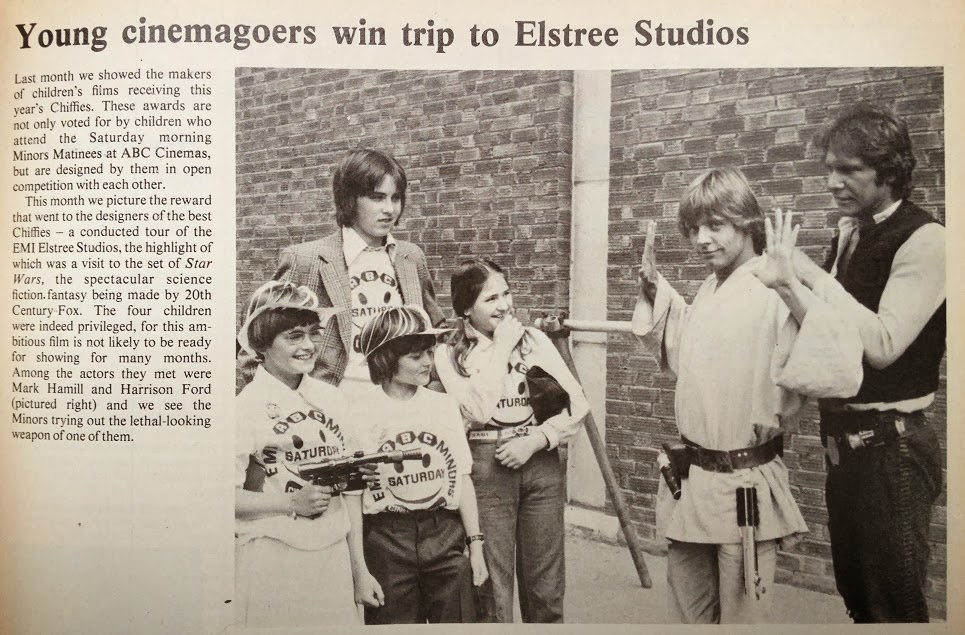 Young cinemagoers win trip to Elstree Studios
Last month we showed the makers
of children's films receiving this
year's Chiffies. These awards are
not only voted for by children who
attend the Saturday morning
Minors Matinees at ABC Cinemas,
but are designed by them in open
competition with each other.
This month we picture the reward
that went to the designers of the best
Chiffies – a conducted tour of the
EMI Elstree Studios, the highlight of
which was a visit to the set of Star
Wars, the spectacular science
fiction fantasy being made by 20th
Century-Fox. The four children
were indeed privileged, for this am-
bitious film is not likely to be ready
for showing for many months.
Among the actors they met were
Mark Hamill and Harrison Ford
(pictured right) and we see the
Minors trying out the lethal-looking
weapon of one of them.
ABC
SATU
EMI ABC MIN
SATURDAY
ABC MINORS
SATURDAY
ABC
SATURDA